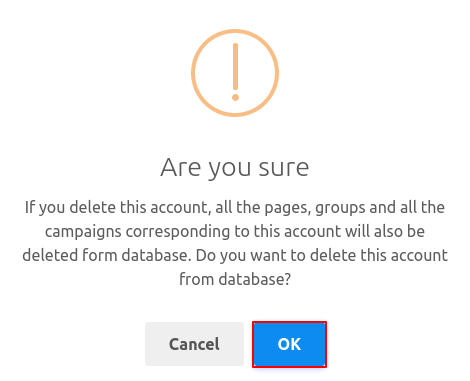 Are you sure
If you delete this account, all the pages, groups and all the
campaigns corresponding to this account will also be
deleted form database. Do you want to delete this account
from database?
Cancel
OK